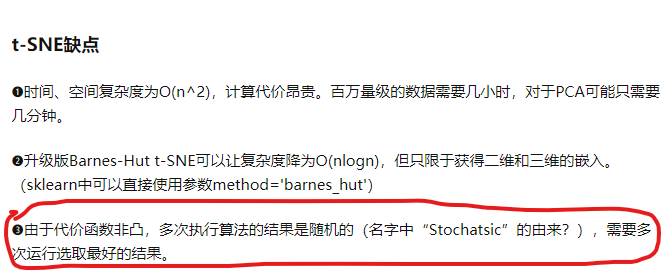 t-SNE缺点
❶时间、空间复杂度为O(n^2)，计算代价昂贵。百万量级的数据需要几小时，对于PCA可能只需要
几分钟。
❷升级版Barnes-Hut t-SNE可以让复杂度降为O(nlogn)，但只限于获得二维和三维的嵌入。
（sklearn中可以直接使用参数method='barnes_hut'）
❸由于代价函数非凸，多次执行算法的结果是随机的（名字中“Stochatsic”的由来？），需要多
次运行选取最好的结果。